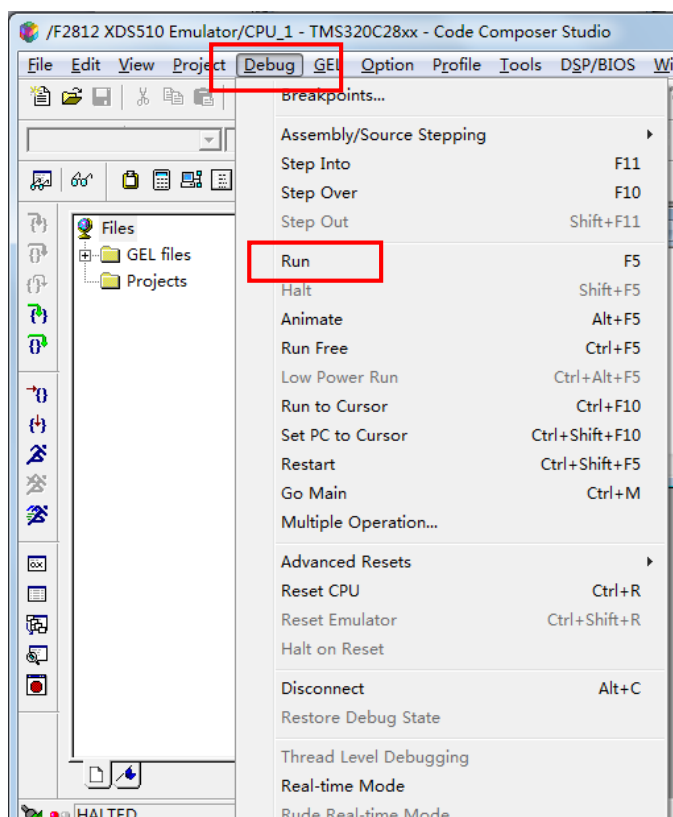 /F2812 XDS510 Emulator/CPU_1 - TMS320C28xx - Code Composer Studio
File Edit View Project Debug GEL Option Profile Tools DSP/BIOS
Breakpoints...
Assembly/Source Stepping
Step Into F11
Step Over F10
Step Out Shift+F11
Files
GEL files
Projects
Run F5
Halt Shift+F5
Animate Alt+F5
Run Free Ctrl+F5
Low Power Run Ctrl+Alt+F5
Run to Cursor Ctrl+F10
Set PC to Cursor Ctrl+Shift+F10
Restart Ctrl+Shift+F5
Go Main Ctrl+M
Multiple Operation...
Advanced Resets
Reset CPU Ctrl+R
Reset Emulator Ctrl+Shift+R
Halt on Reset
Disconnect Alt+C
Restore Debug State
Thread Level Debugging
Real-time Mode
Rude Real-time Mode
HALTED